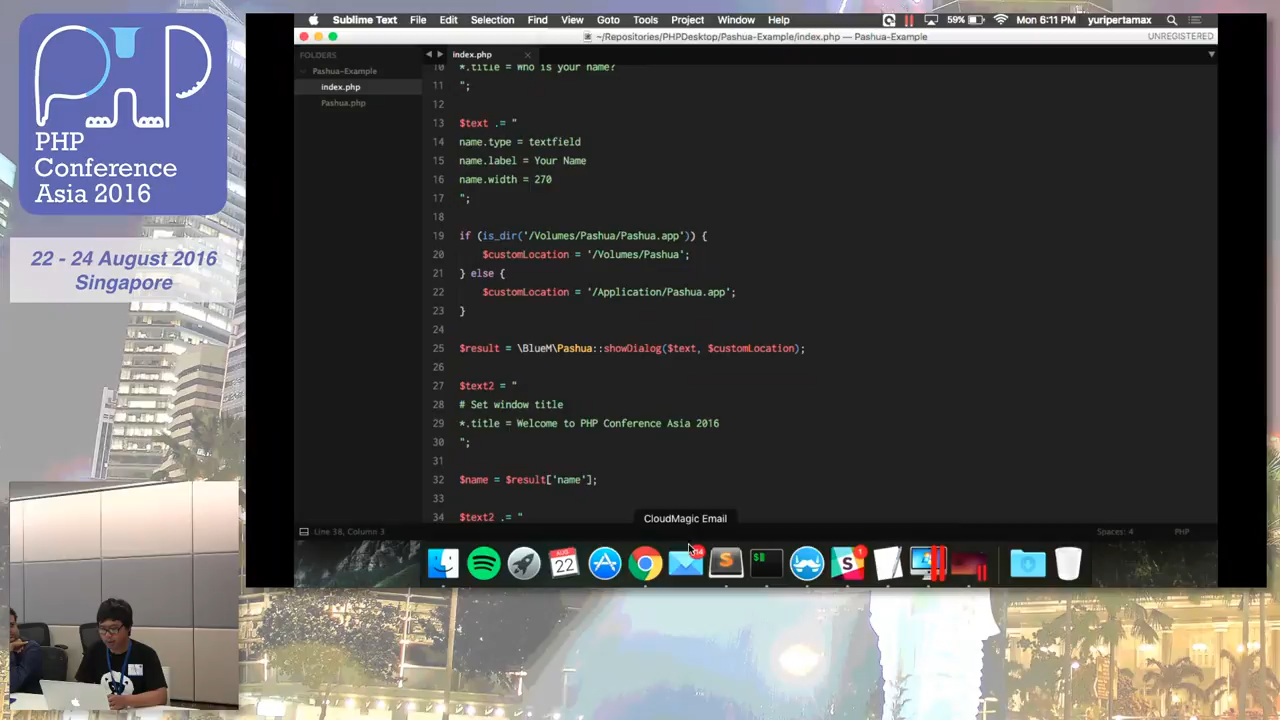 PHP
Conference
Asia 2016
22 - 24 August 2016
Singapore
Sublime Text File Edit Selection Find View Goto Tools Project Window Help
59% Mon 6:11 PM yuripertamax
~/Repositories/PHPDesktop/Pashua-Example/index.php — Pashua-Example
UNREGISTERED
FOLDERS
Pashua-Example
index.php
Pashua.php
index.php
10 *.title = Who is your name?
11 ";
12
13 $text .= "
14 name.type = textfield
15 name.label = Your Name
16 name.width = 270
17 ";
18
19 if (is_dir('/Volumes/Pashua/Pashua.app')) {
20 $customLocation = '/Volumes/Pashua';
21 } else {
22 $customLocation = '/Application/Pashua.app';
23 }
24
25 $result = \BlueM\Pashua::showDialog($text, $customLocation);
26
27 $text2 = "
28 # Set window title
29 *.title = Welcome to PHP Conference Asia 2016
30 ";
31
32 $name = $result['name'];
33
34 $text2 .= "
CloudMagic Email
Line 38, Column 3
Spaces: 4
PHP
AUG
22
S
$
1